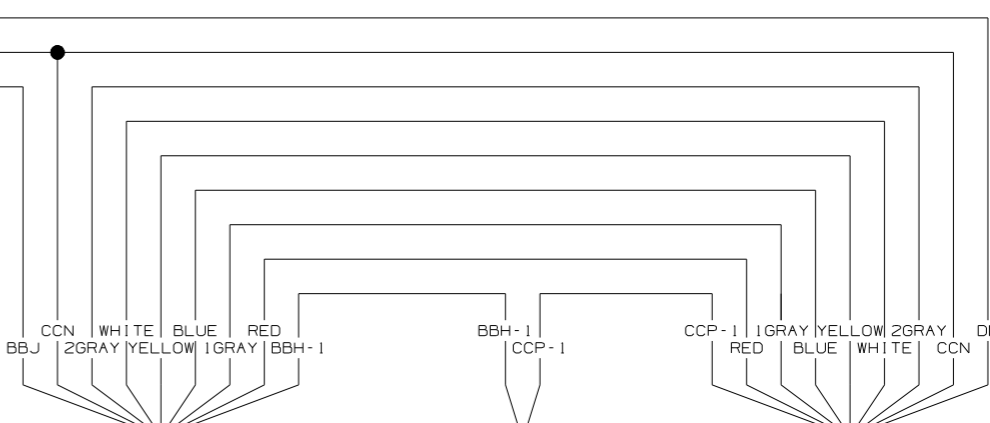 CCN WHITE BLUE RED BBH-1 CCP-1 1GRAY YELLOW 2GRAY
BBJ 2GRAY YELLOW 1GRAY BBH-1 CCP-1 RED BLUE WHITE CCN